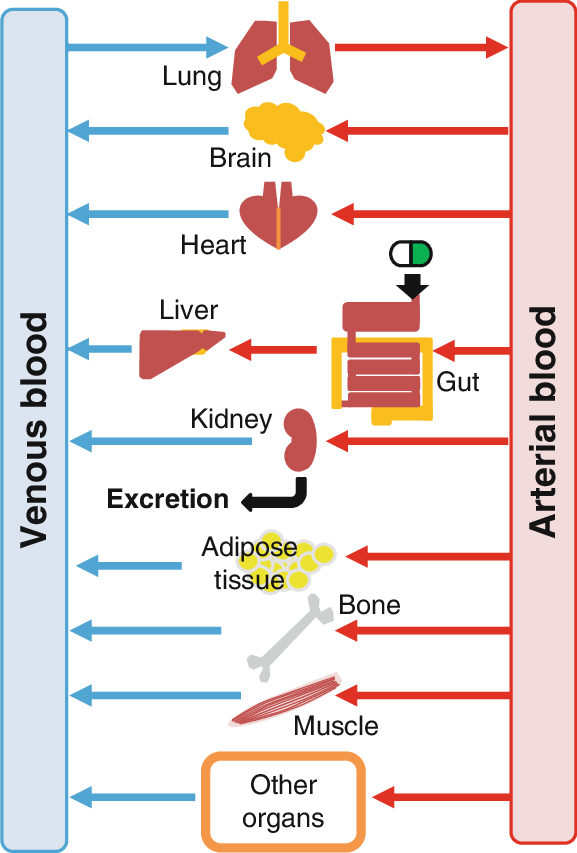 Lung
Brain
Heart
Liver
Gut
Kidney
Excretion
Adipose
tissue
Bone
Muscle
Other
organs
Venous blood
Arterial blood